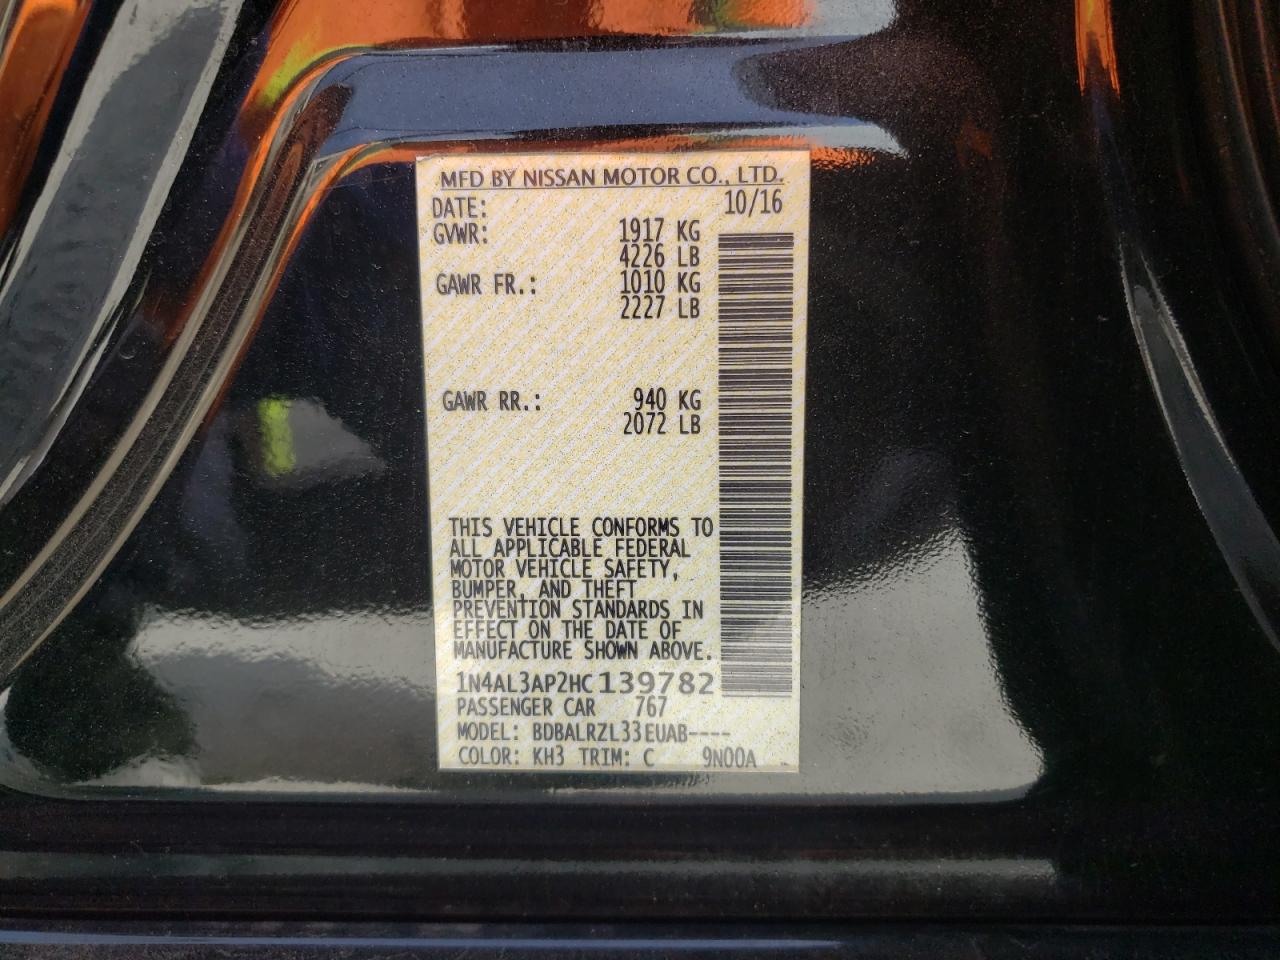 MFD BY NISSAN MOTOR CO., LTD.
DATE: 10/16
GVWR: 1917 KG
4226 LB
GAWR FR.: 1010 KG
2227 LB
GAWR RR.: 940 KG
2072 LB
THIS VEHICLE CONFORMS TO
ALL APPLICABLE FEDERAL
MOTOR VEHICLE SAFETY,
BUMPER, AND THEFT
PREVENTION STANDARDS IN
EFFECT ON THE DATE OF
MANUFACTURE SHOWN ABOVE.
1N4AL3AP2HC139782
PASSENGER CAR 767
MODEL: BDBALRZL33EUAB----
COLOR: KH3 TRIM: C 9N00A